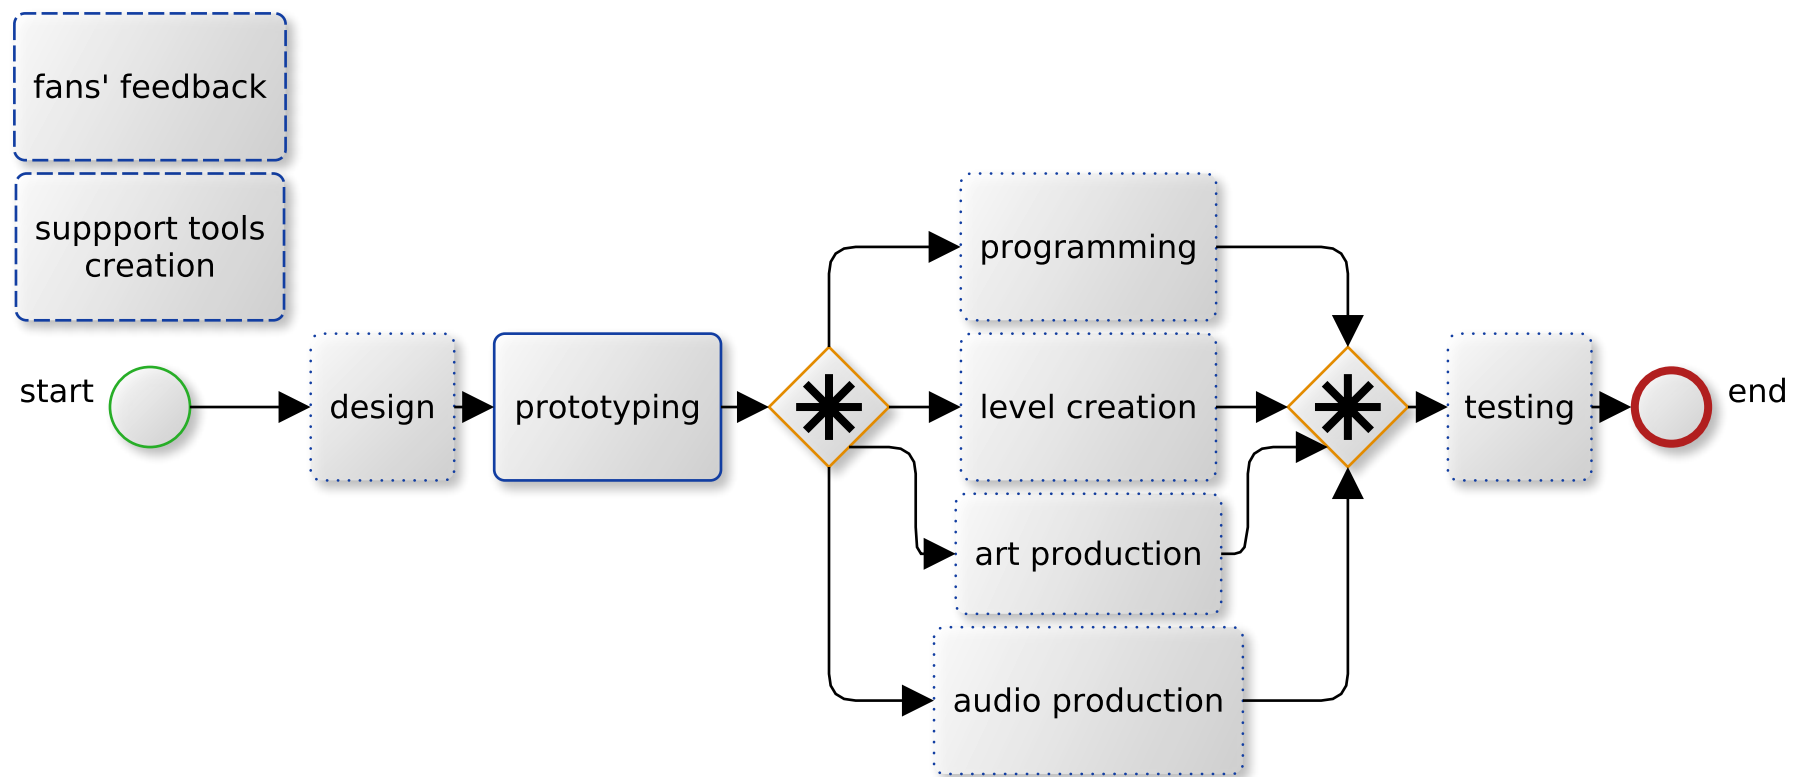 fans' feedback
suppport tools
creation
start
design
prototyping
programming
level creation
art production
audio production
testing
end